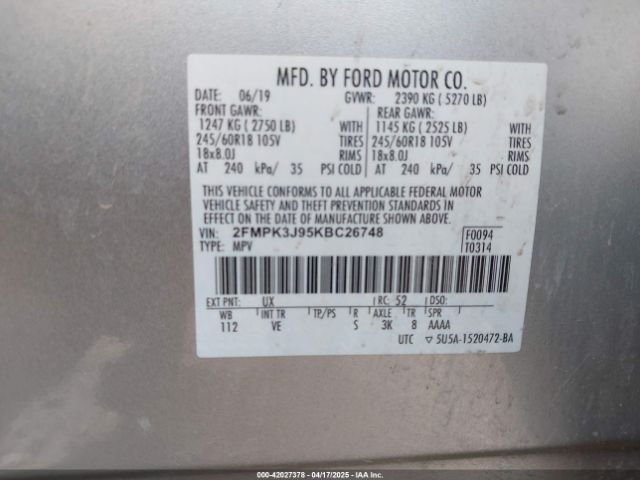 MFD. BY FORD MOTOR CO.
DATE: 06/19 GVWR: 2390 KG ( 5270 LB)
FRONT GAWR: REAR GAWR:
1247 KG ( 2750 LB) WITH 1145 KG ( 2525 LB) WITH
245/60R18 105V TIRES 245/60R18 105V TIRES
18x8.0J RIMS 18x8.0J RIMS
AT 240 kPa/ 35 PSI COLD AT 240 kPa/ 35 PSI COLD
THIS VEHICLE CONFORMS TO ALL APPLICABLE FEDERAL MOTOR
VEHICLE SAFETY AND THEFT PREVENTION STANDARDS IN
EFFECT ON THE DATE OF MANUFACTURE SHOWN ABOVE.
VIN: 2FMPK3J95KBC26748 F0094
TYPE: MPV T0314
EXT PNT: UX RC: 52 DSO:
WB INT TR TP/PS R AXLE TR SPR
112 VE S 3K 8 AAAA
UTC ▽ 5U5A-1520472-BA
000-42027378 - 04/17/2025 - IAAI.COM